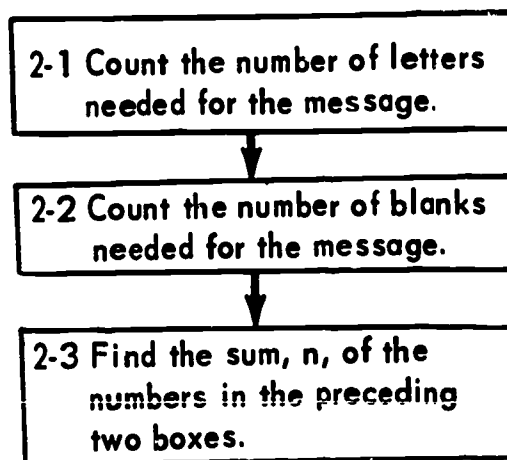 2-1 Count the number of letters
needed for the message.
2-2 Count the number of blanks
needed for the message.
2-3 Find the sum, n, of the
numbers in the preceding
two boxes.